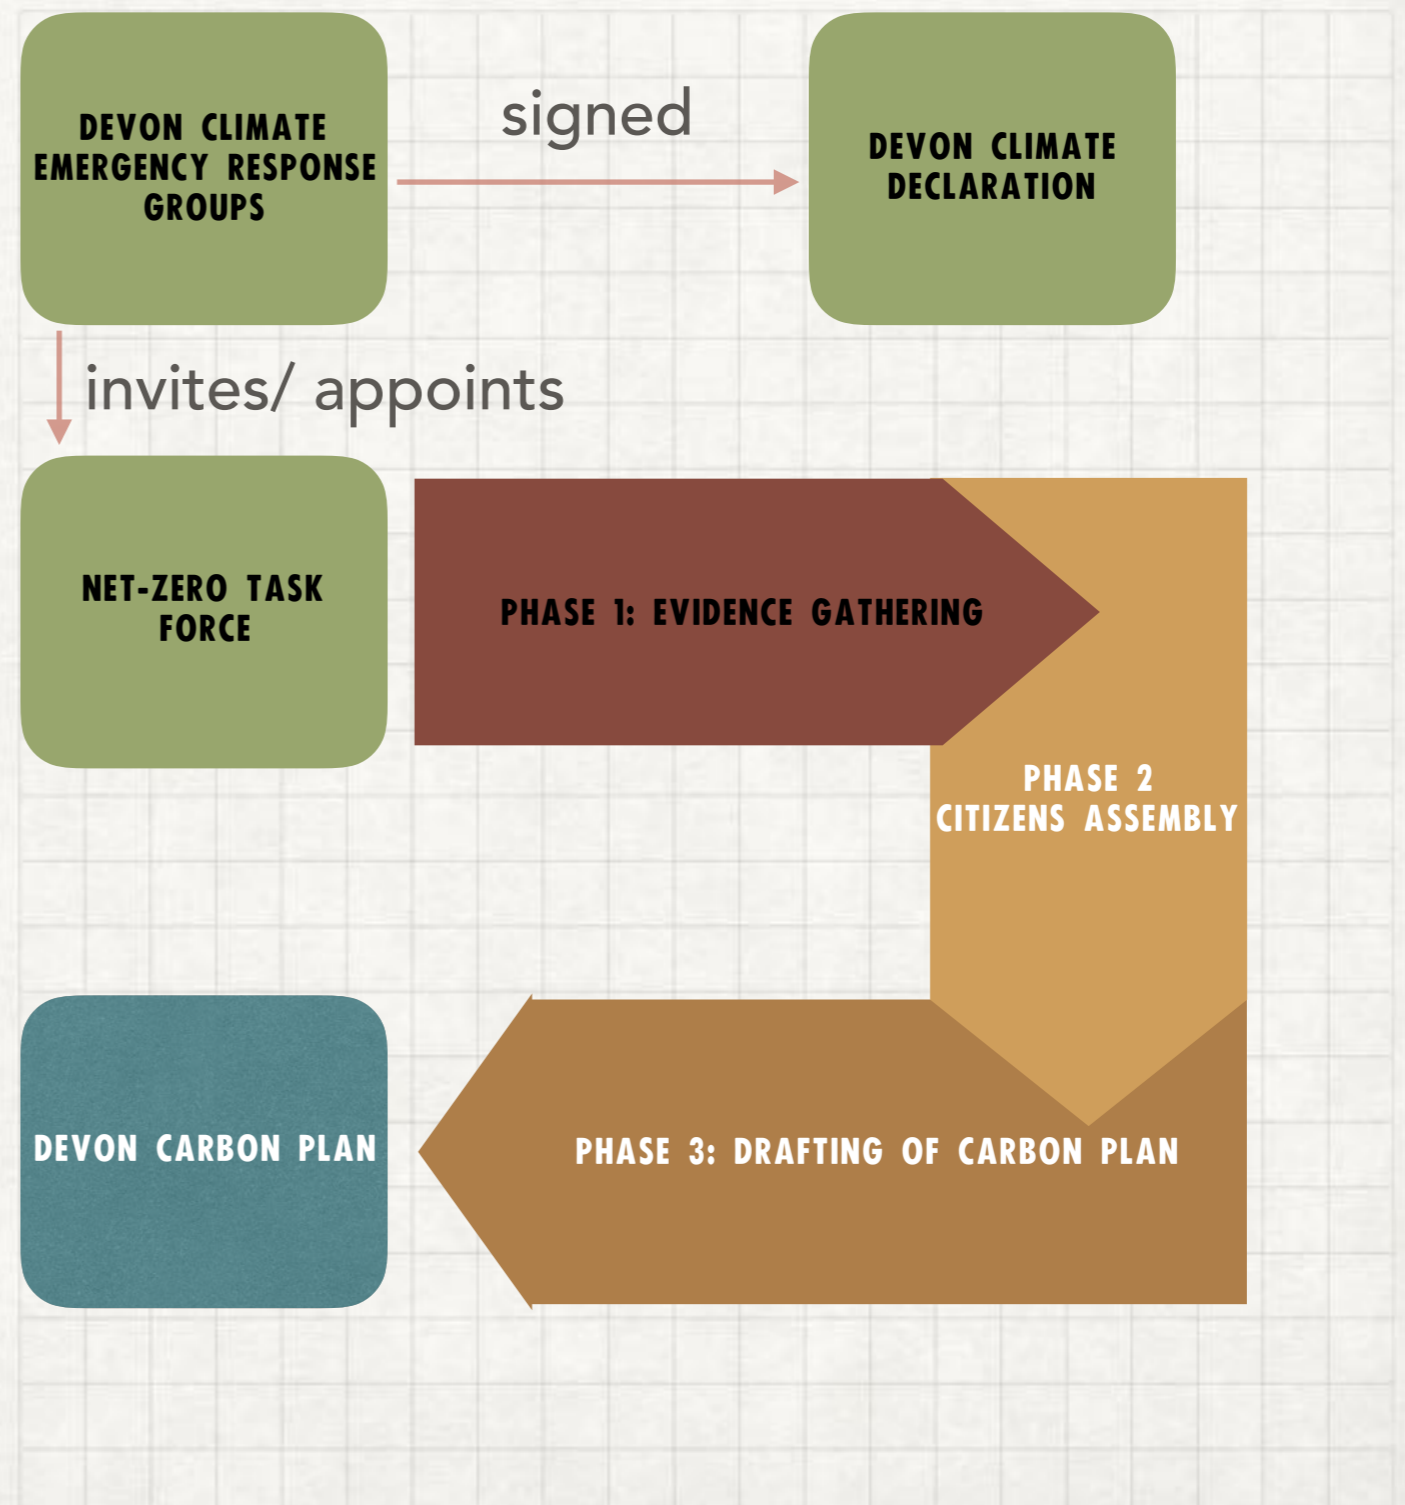 DEVON CLIMATE
EMERGENCY RESPONSE
GROUPS
signed
DEVON CLIMATE
DECLARATION
invites/ appoints
NET-ZERO TASK
FORCE
PHASE 1: EVIDENCE GATHERING
PHASE 2
CITIZENS ASSEMBLY
DEVON CARBON PLAN
PHASE 3: DRAFTING OF CARBON PLAN